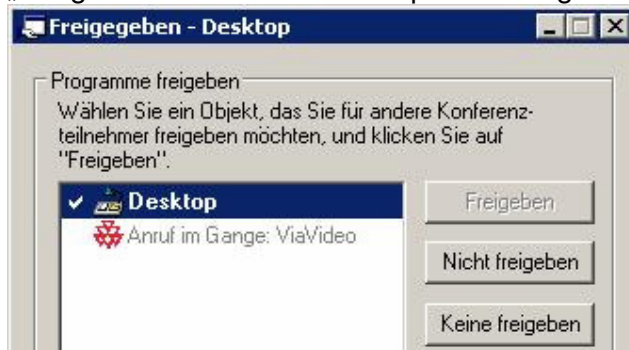 Freigegeben - Desktop
Programme freigeben
Wählen Sie ein Objekt, das Sie für andere Konferenz-
teilnehmer freigeben möchten, und klicken Sie auf
"Freigeben".
Desktop
Freigeben
Anruf im Gange: ViaVideo
Nicht freigeben
Keine freigeben